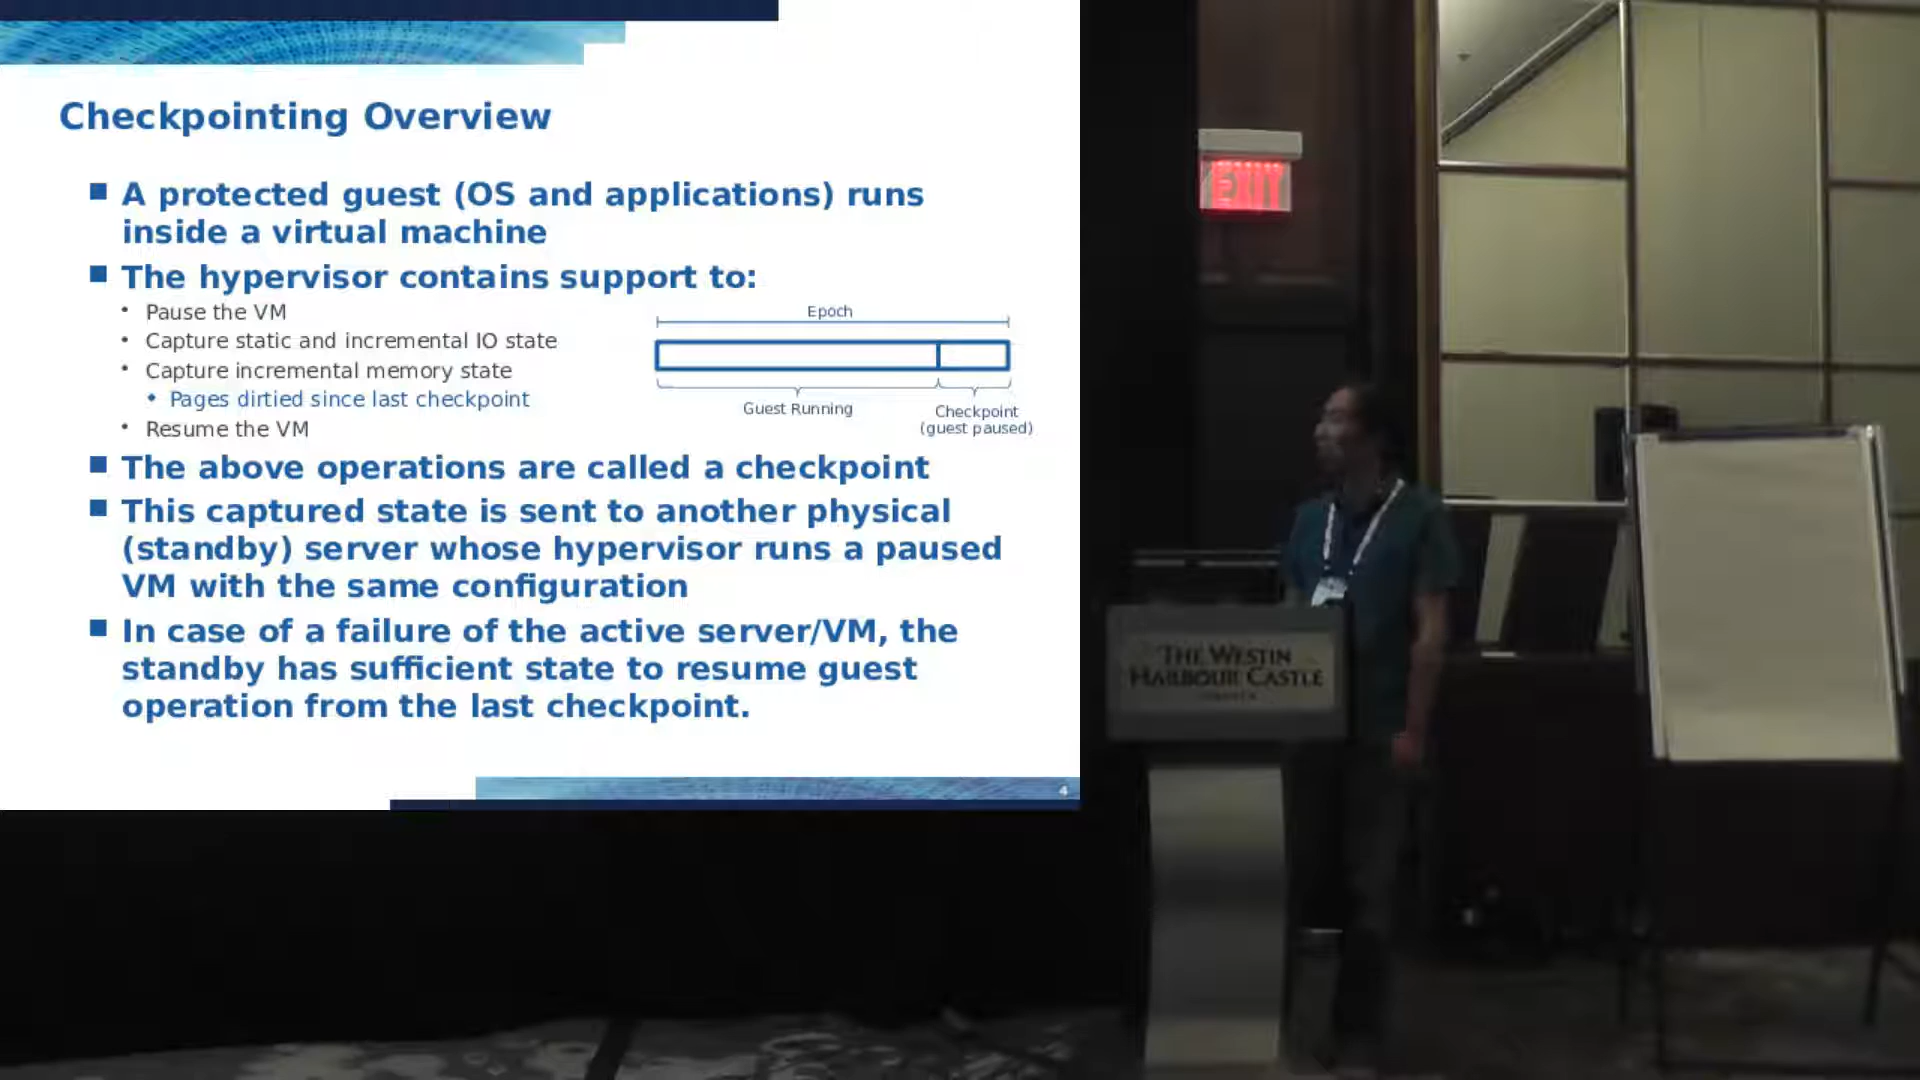 Checkpointing Overview
A protected guest (OS and applications) runs
inside a virtual machine
The hypervisor contains support to:
Pause the VM
Capture static and incremental IO state
Capture incremental memory state
Pages dirtied since last checkpoint
Resume the VM
Epoch
Guest Running
Checkpoint
(guest paused)
The above operations are called a checkpoint
This captured state is sent to another physical
(standby) server whose hypervisor runs a paused
VM with the same configuration
In case of a failure of the active server/VM, the
standby has sufficient state to resume guest
operation from the last checkpoint.
4
EXIT
THE WESTIN
HARBOUR CASTLE